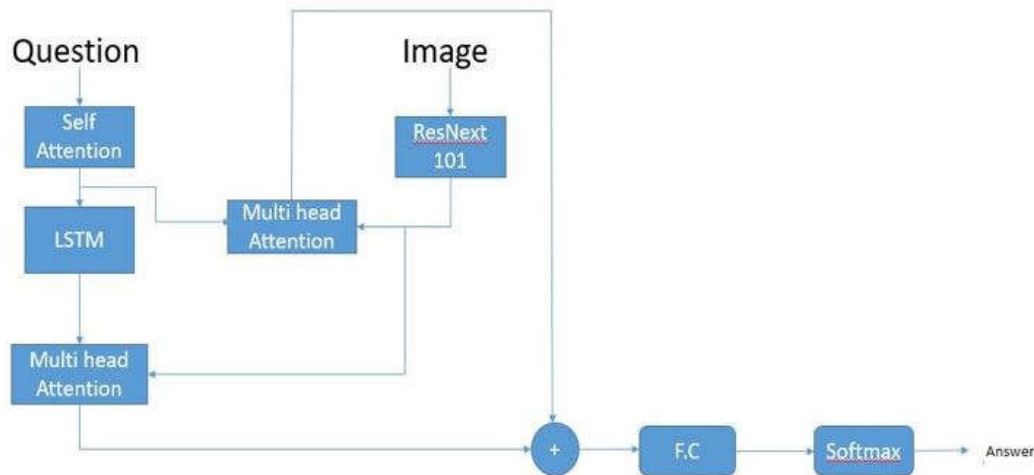 Question
Image
Self
Attention
ResNext
101
Multi head
Attention
LSTM
Multi head
Attention
+
F.C
Softmax
Answer